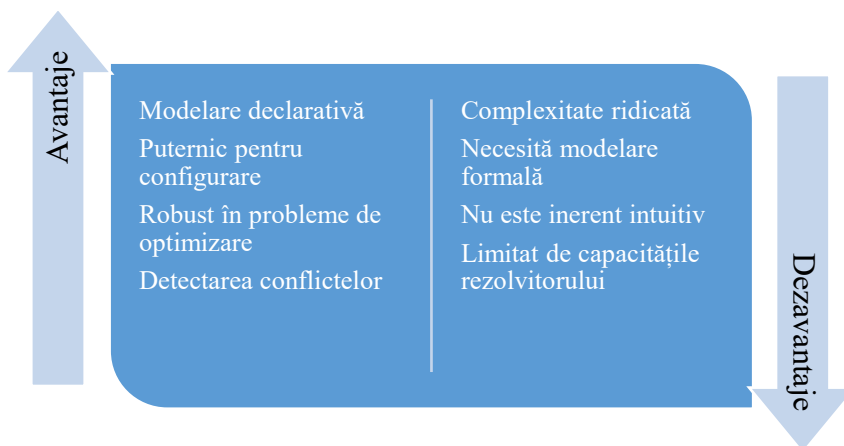 Avantaje
Modelare declarativă
Puternic pentru
configurare
Robust în probleme de
optimizare
Detectarea conflictelor
Complexitate ridicată
Necesită modelare
formală
Nu este inerent intuitiv
Limitat de capacitățile
rezolvitorului
Dezavantaje